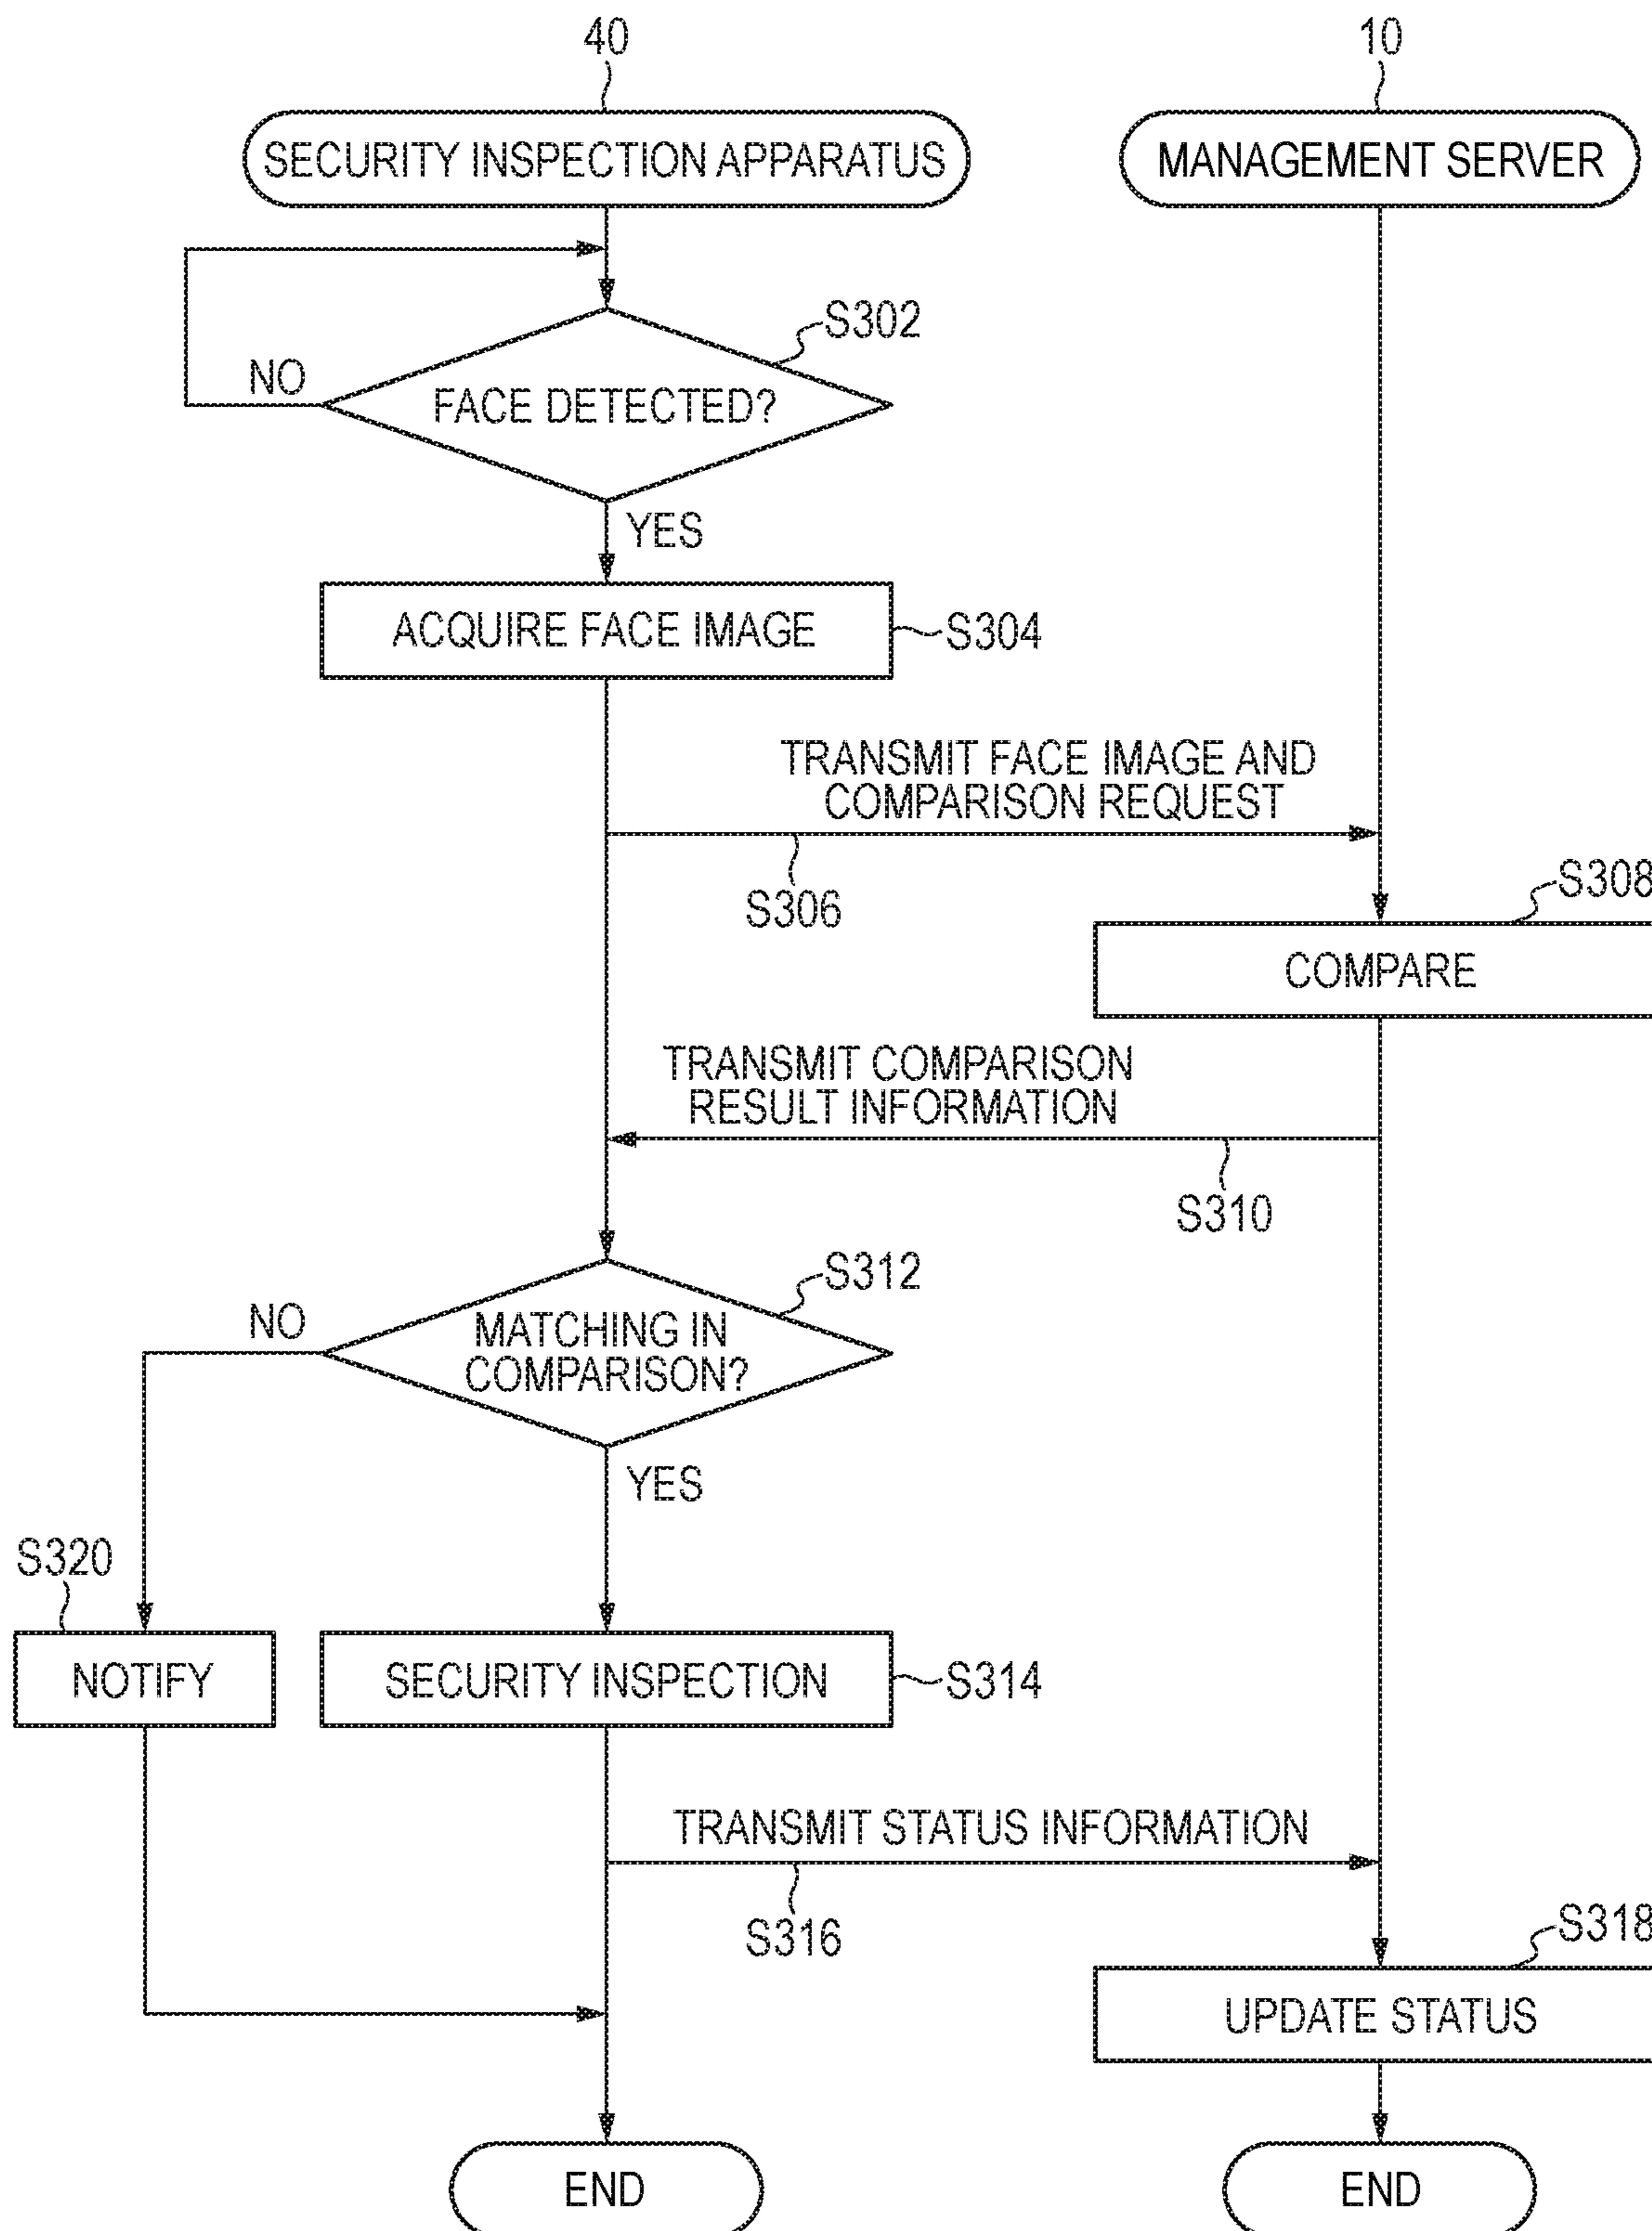 40
10
SECURITY INSPECTION APPARATUS
MANAGEMENT SERVER
S302
NO
FACE DETECTED?
YES
ACQUIRE FACE IMAGE
S304
TRANSMIT FACE IMAGE AND
COMPARISON REQUEST
S306
S308
COMPARE
TRANSMIT COMPARISON
RESULT INFORMATION
S310
S312
NO
MATCHING IN
COMPARISON?
YES
S320
NOTIFY
SECURITY INSPECTION
S314
TRANSMIT STATUS INFORMATION
S316
S318
UPDATE STATUS
END
END